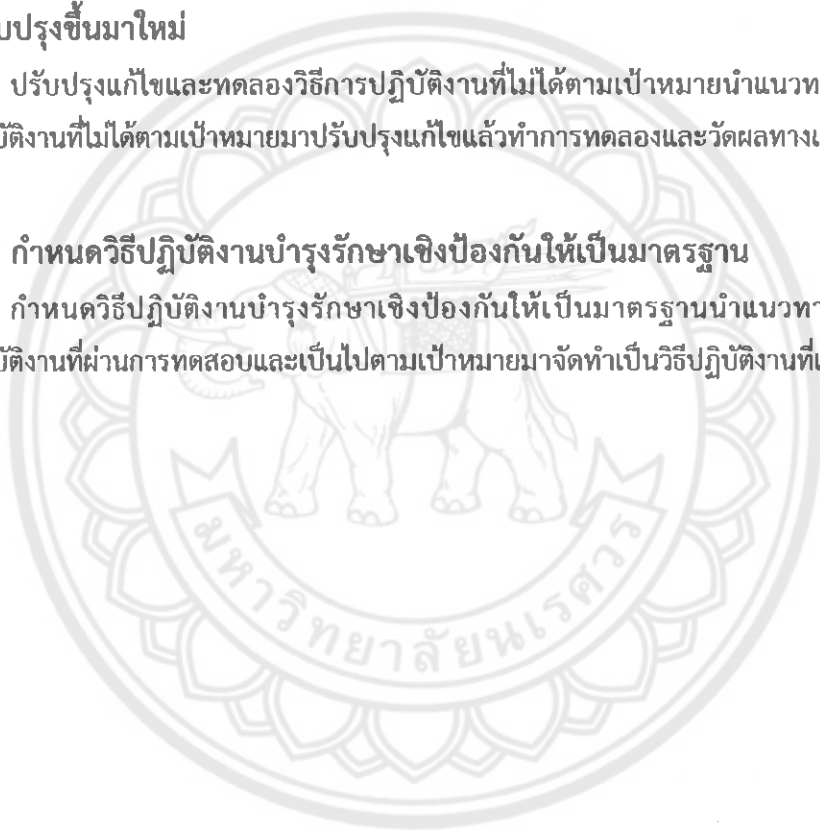 บปรุงขึ้นมาใหม่
ปรับปรุงแก้ไขและทดลองวิธีการปฏิบัติงานที่ไม่ได้ตามเป้าหมายนำแนวท
บัติงานที่ไม่ได้ตามเป้าหมายมาปรับปรุงแก้ไขแล้วทำการทดลองและวัดผลทางเ
กำหนดวิธีปฏิบัติงานบำรุงรักษาเชิงป้องกันให้เป็นมาตรฐาน
กำหนดวิธีปฏิบัติงานบำรุงรักษาเชิงป้องกันให้เป็นมาตรฐานนำแนวทา
บัติงานที่ผ่านการทดสอบและเป็นไปตามเป้าหมายมาจัดทำเป็นวิธีปฏิบัติงานที่เ
มหาวิทยาลัยนเรศวร